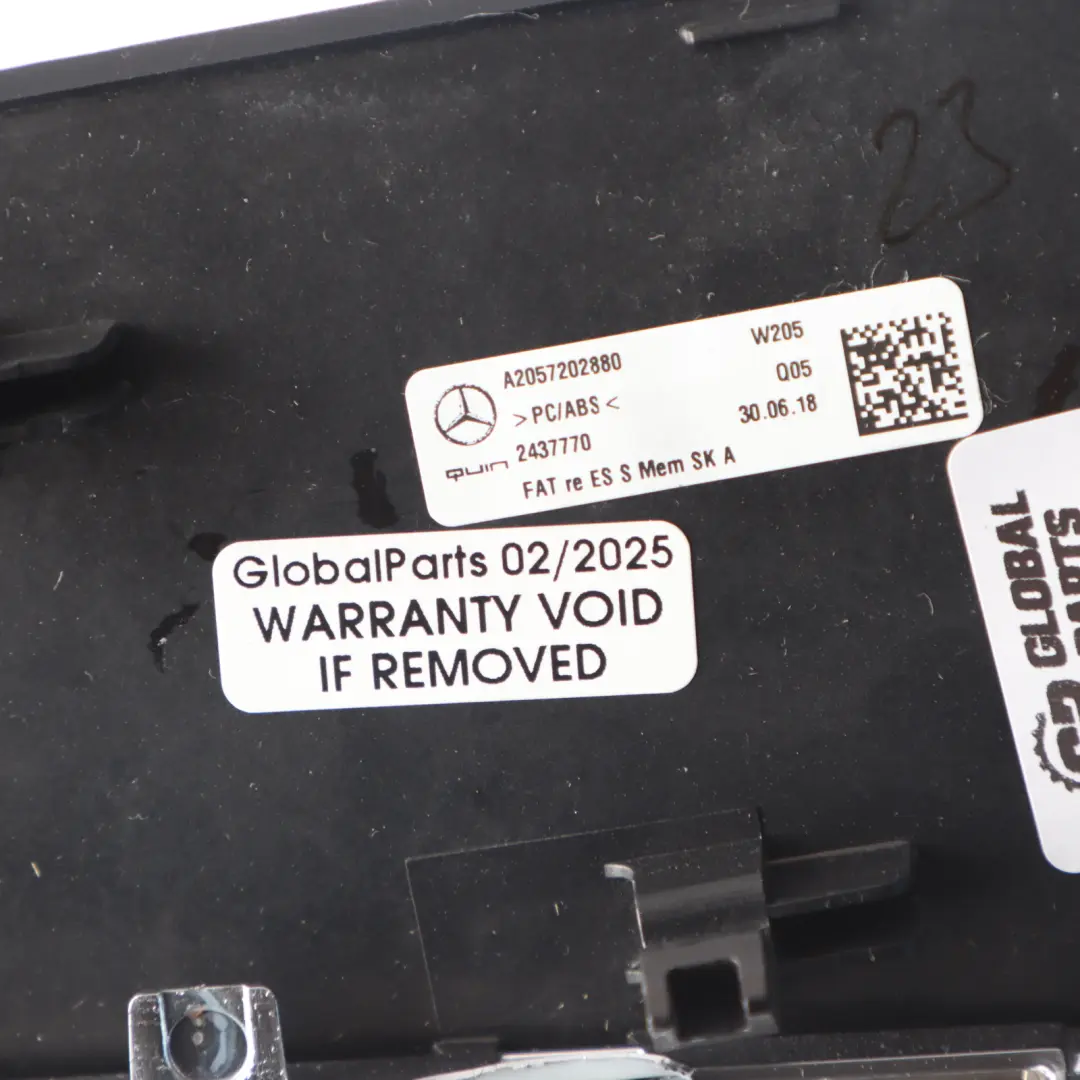 23
A2057202880 W205
>PC/ABS< Q05
QUIN 2437770 30.06.18
FAT re ES S Mem SK A
GlobalParts 02/2025
WARRANTY VOID
IF REMOVED
GLOBAL
PARTS